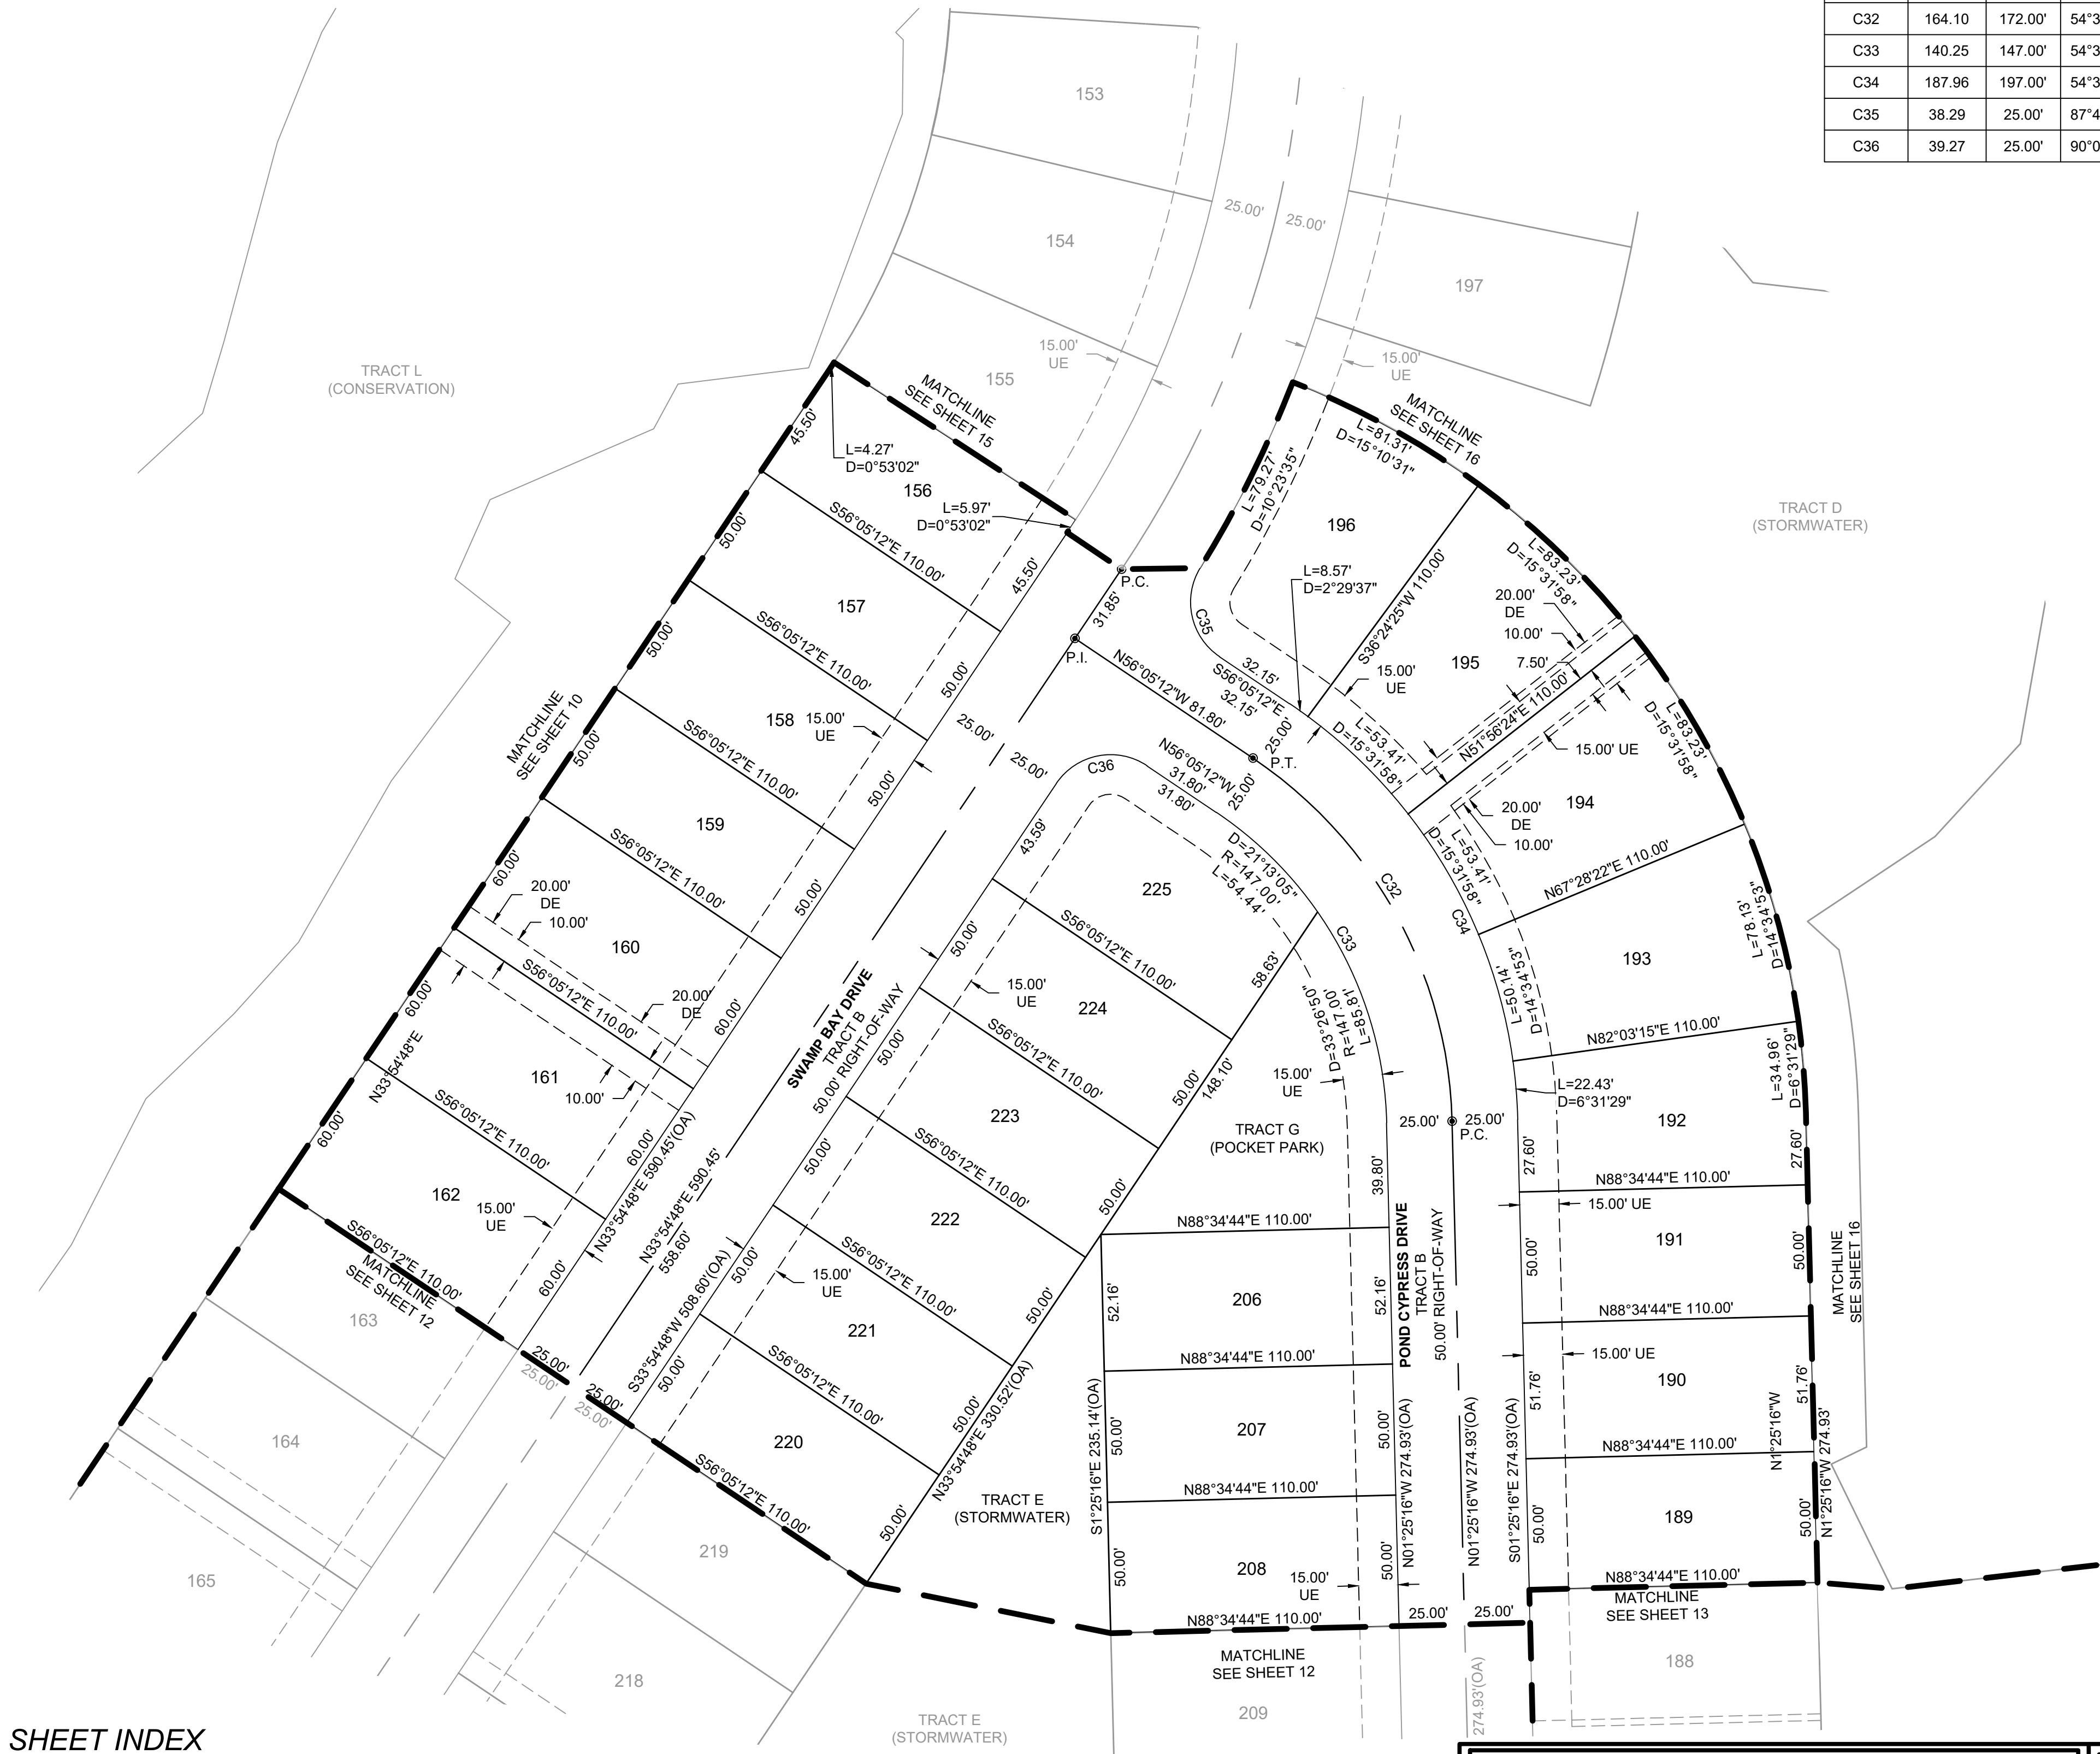 C32 164.10 172.00' 54°3
C33 140.25 147.00' 54°3
C34 187.96 197.00' 54°3
C35 38.29 25.00' 87°4
C36 39.27 25.00' 90°0
153
154
25.00'
25.00'
197
15.00'
UE
15.00'
UE
155
TRACT L
(CONSERVATION)
MATCHLINE
SEE SHEET 15
MATCHLINE
SEE SHEET 16
L=81.31'
D=15°10'31"
45.50'
L=4.27'
D=0°53'02"
156
L=5.97'
D=0°53'02"
L=79.27'
D=10°23'35"
196
TRACT D
(STORMWATER)
S56°05'12"E 110.00'
50.00'
45.50'
P.C.
31.85'
P.I.
C35
L=8.57'
D=2°29'37"
S36°24'25"W 110.00'
L=83.23'
D=15°31'58"
20.00'
DE
10.00'
7.50'
195
157
S56°05'12"E 110.00'
50.00'
50.00'
32.15'
S56°05'12"E
32.15'
15.00'
UE
N51°56'24"E 110.00'
L=83.23'
D=15°31'58"
MATCHLINE
SEE SHEET 10
158
15.00'
UE
25.00'
25.00'
N56°05'12"W 81.80'
25.00'
P.T.
L=53.41'
D=15°31'58"
15.00' UE
S56°05'12"E 110.00'
50.00'
50.00'
C36
N56°05'12"W
31.80'
31.80'
25.00'
194
20.00'
DE
10.00'
159
S56°05'12"E 110.00'
50.00'
43.59'
D=21°13'05"
R=147.00'
L=54.44'
C32
L=53.41'
D=15°31'58"
N67°28'22"E 110.00'
60.00'
20.00'
DE
10.00'
160
225
S56°05'12"E 110.00'
50.00'
C33
C34
L=78.13'
D=14°34'53"
193
S56°05'12"E 110.00'
20.00'
DE
60.00'
60.00'
SWAMP BAY DRIVE
TRACT B
50.00' RIGHT-OF-WAY
15.00'
UE
58.63'
224
L=50.14'
D=14°34'53"
D=33°26'50"
R=147.00'
L=85.81'
N82°03'15"E 110.00'
N33°54'48"E
161
10.00'
S56°05'12"E 110.00'
50.00'
50.00'
148.10'
15.00'
UE
25.00'
25.00'
P.C.
L=22.43'
D=6°31'29"
L=34.96'
D=6°31'29"
192
S56°05'12"E 110.00'
60.00'
60.00'
223
TRACT G
(POCKET PARK)
50.00'
39.80'
27.60'
27.60'
N88°34'44"E 110.00'
162
15.00'
UE
N33°54'48"E 590.45'(OA)
N33°54'48"E 590.45'
558.60'
S56°05'12"E 110.00'
222
50.00'
N88°34'44"E 110.00'
15.00' UE
S56°05'12"E 110.00'
MATCHLINE
SEE SHEET 12
60.00'
50.00'
S56°05'12"E 110.00'
POND CYPRESS DRIVE
TRACT B
50.00' RIGHT-OF-WAY
191
50.00'
50.00'
MATCHLINE
SEE SHEET 16
163
15.00'
UE
206
52.16'
52.16'
N88°34'44"E 110.00'
25.00'
25.00'
S33°54'48"W 508.60'(OA)
50.00'
221
50.00'
N88°34'44"E 110.00'
15.00' UE
25.00'
25.00'
S56°05'12"E 110.00'
50.00'
N33°54'48"E 330.52'(OA)
190
51.76'
51.76'
164
220
S1°25'16"E 235.14'(OA)
50.00'
207
50.00'
N01°25'16"W 274.93'(OA)
N01°25'16"W 274.93'(OA)
S01°25'16"E 274.93'(OA)
N88°34'44"E 110.00'
N1°25'16"W
N1°25'16"W 274.93'
S56°05'12"E 110.00'
N88°34'44"E 110.00'
TRACT E
(STORMWATER)
50.00'
189
50.00'
50.00'
219
50.00'
208
15.00'
UE
50.00'
N88°34'44"E 110.00'
165
N88°34'44"E 110.00'
25.00'
25.00'
MATCHLINE
SEE SHEET 13
MATCHLINE
SEE SHEET 12
218
188
209
274.93'(OA)
TRACT E
(STORMWATER)
SHEET INDEX